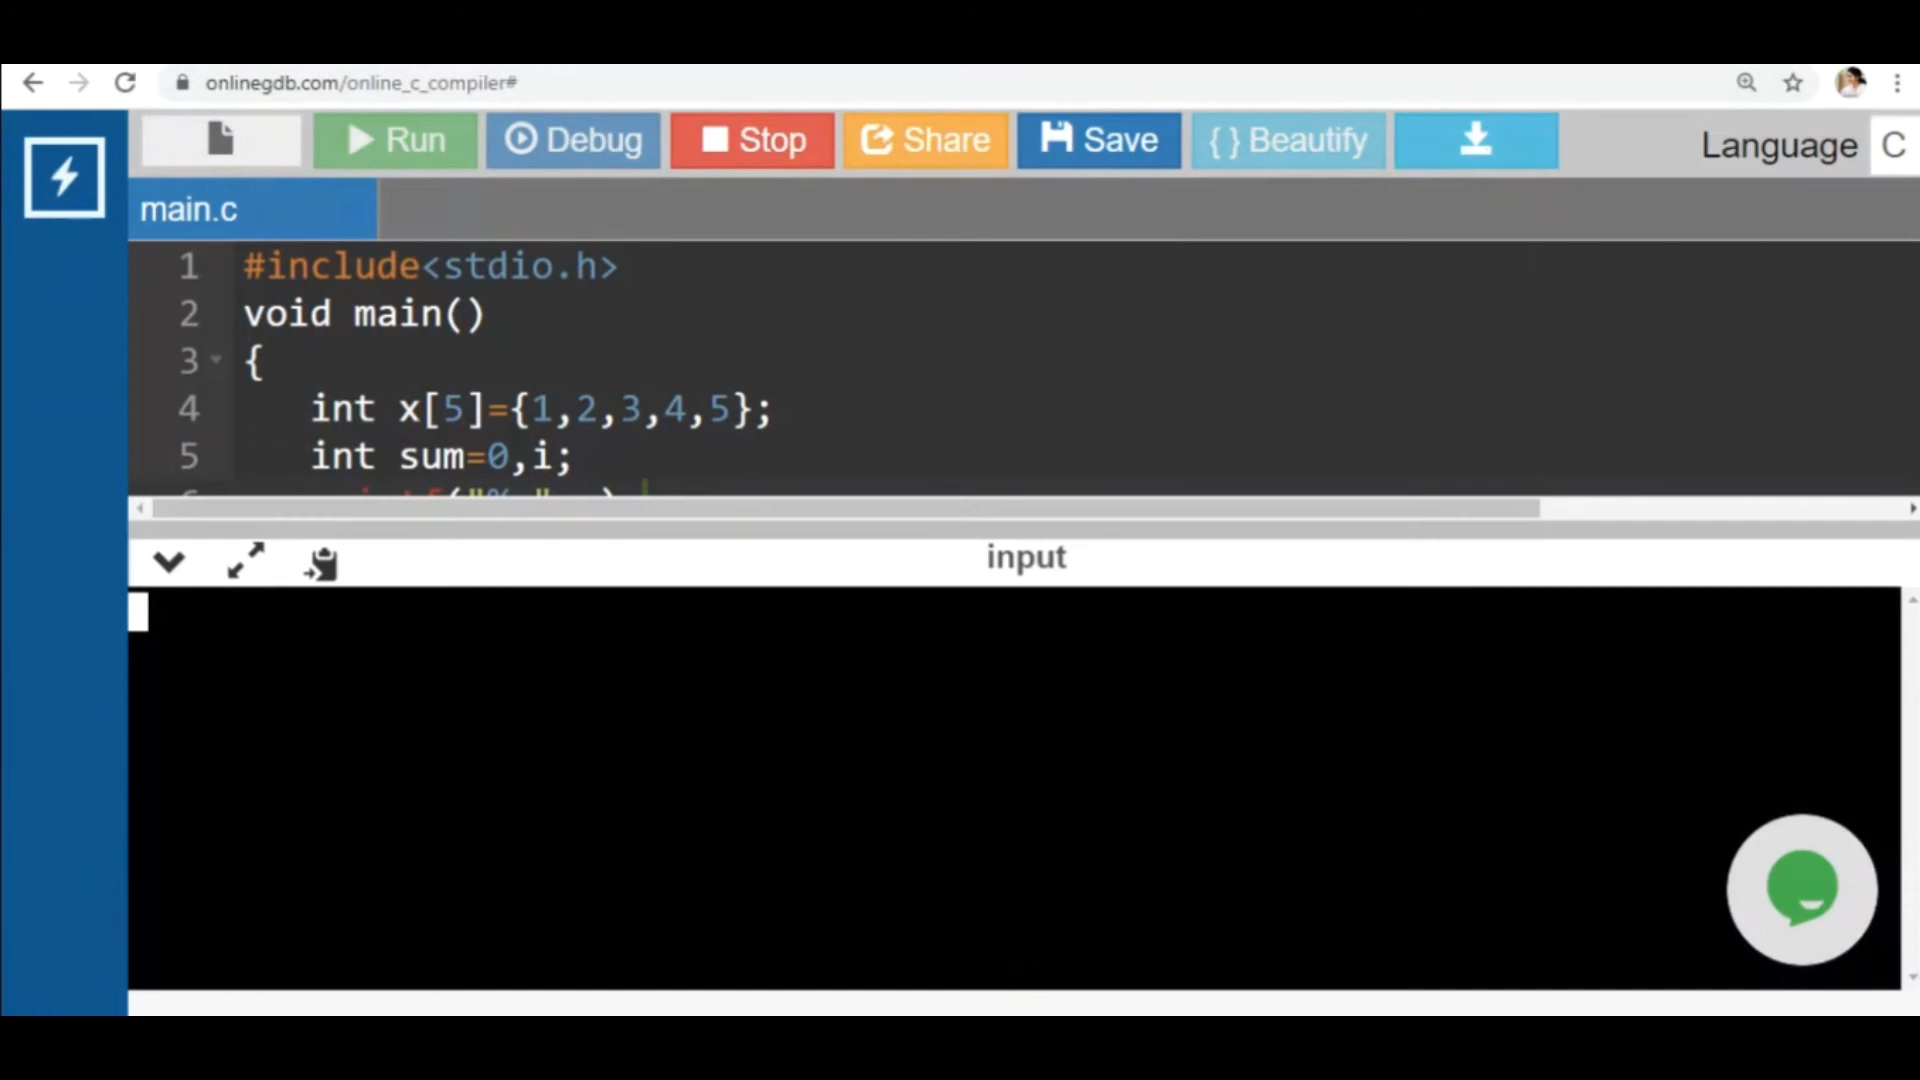 onlinegdb.com/online_c_compiler#
Run Debug Stop Share Save { } Beautify Language C
main.c
1 #include<stdio.h>
2 void main()
3 {
4 int x[5]={1,2,3,4,5};
5 int sum=0,i;
input